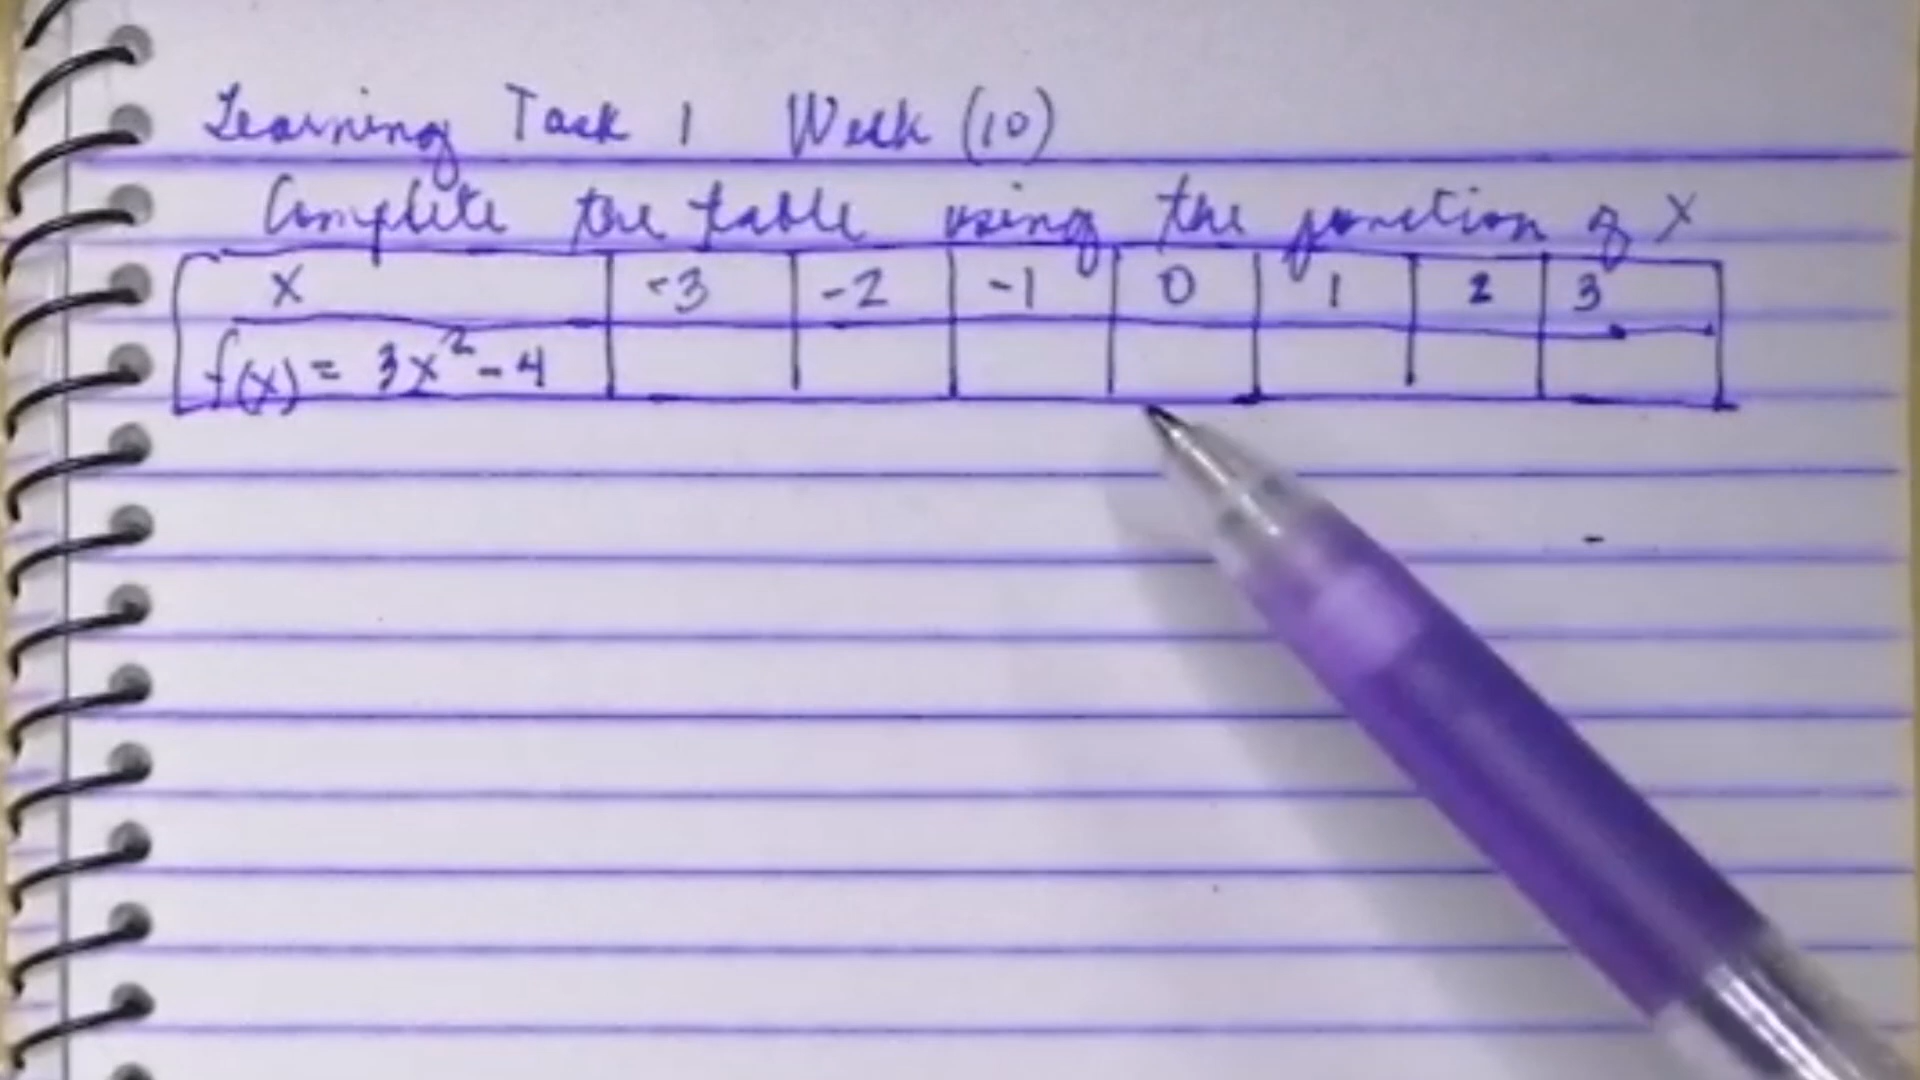 Learning Task 1 Week (10)
Complete the table using the function of X
x -3 -2 -1 0 1 2 3
f(x) = 3x² - 4